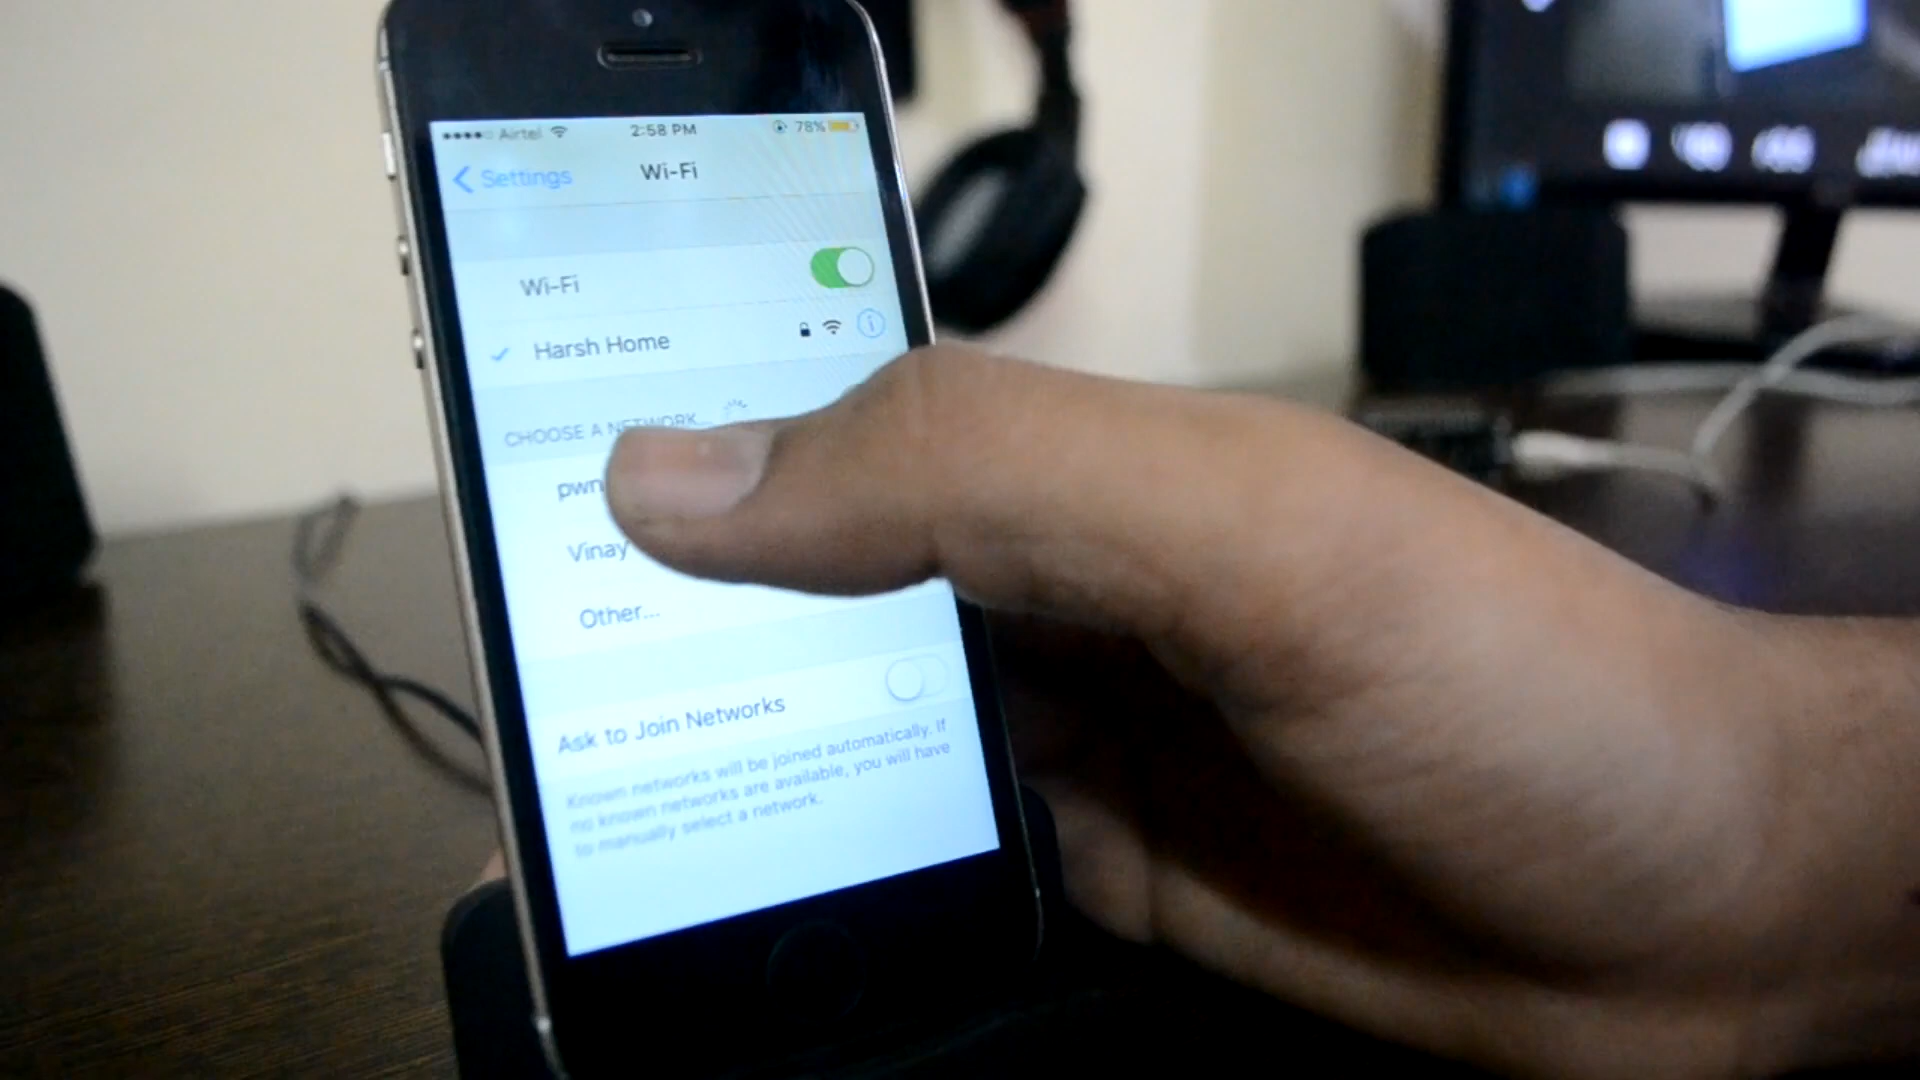 Airtel 2:58 PM 78%
Settings Wi-Fi
Wi-Fi
Harsh Home
CHOOSE A NETWORK...
pwn
Vinay
Other...
Ask to Join Networks
Known networks will be joined automatically. If
no known networks are available, you will have
to manually select a network.